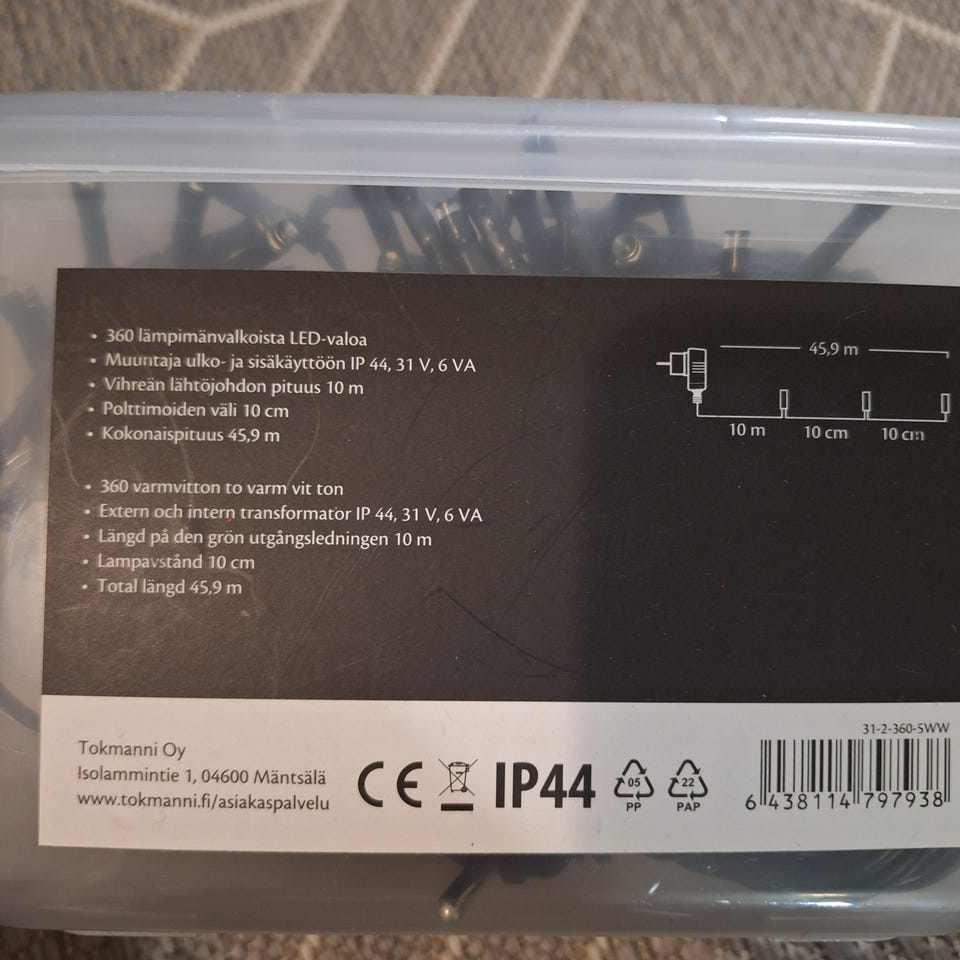 • 360 lämpimänvalkoista LED-valoa
• Muuntaja ulko- ja sisäkäyttöön IP 44, 31 V, 6 VA
• Vihreän lähtöjohdon pituus 10 m
• Polttimoiden väli 10 cm
• Kokonaispituus 45,9 m
45,9 m
10 m 10 cm 10 cm
• 360 varmvitton to varm vit ton
• Extern och intern transformator IP 44, 31 V, 6 VA
• Längd på den grön utgångsledningen 10 m
• Lampavstånd 10 cm
• Total längd 45,9 m
Tokmanni Oy
Isolammintie 1, 04600 Mäntsälä
www.tokmanni.fi/asiakaspalvelu
CE IP44
05
PP
22
PAP
31-2-360-5WW
6 438114 797938